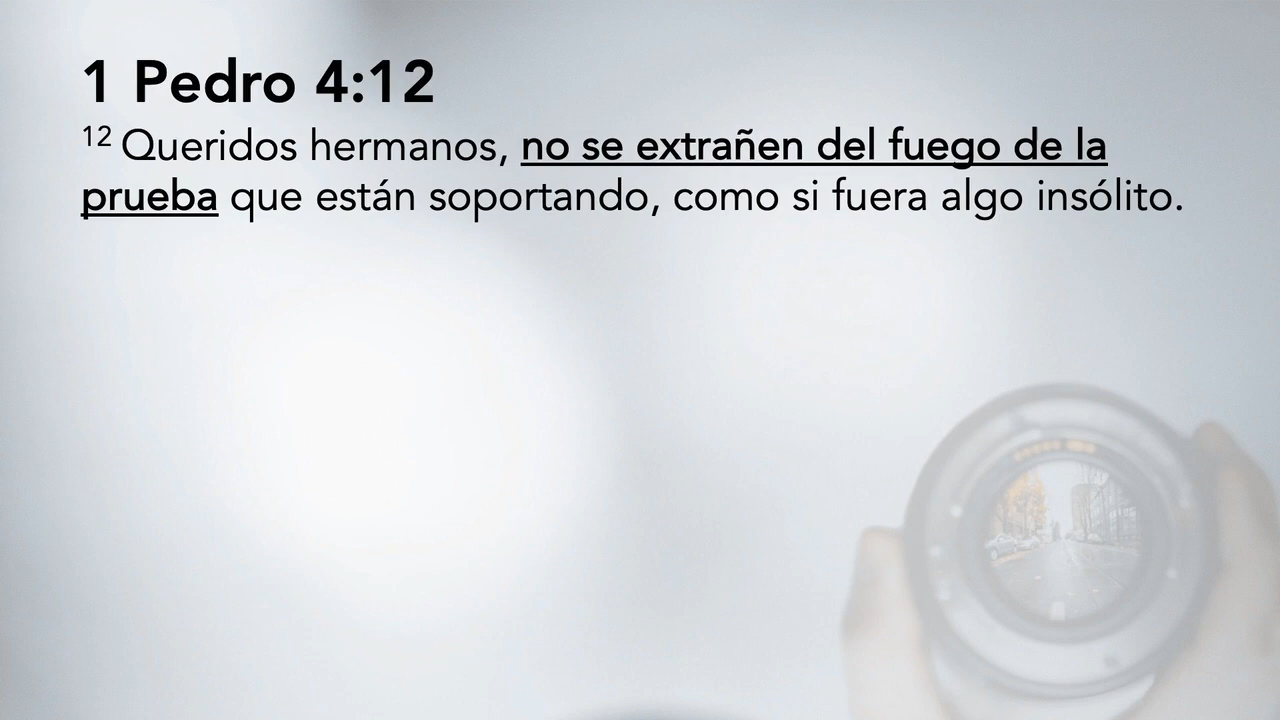 1 Pedro 4:12
12 Queridos hermanos, no se extrañen del fuego de la
prueba que están soportando, como si fuera algo insólito.